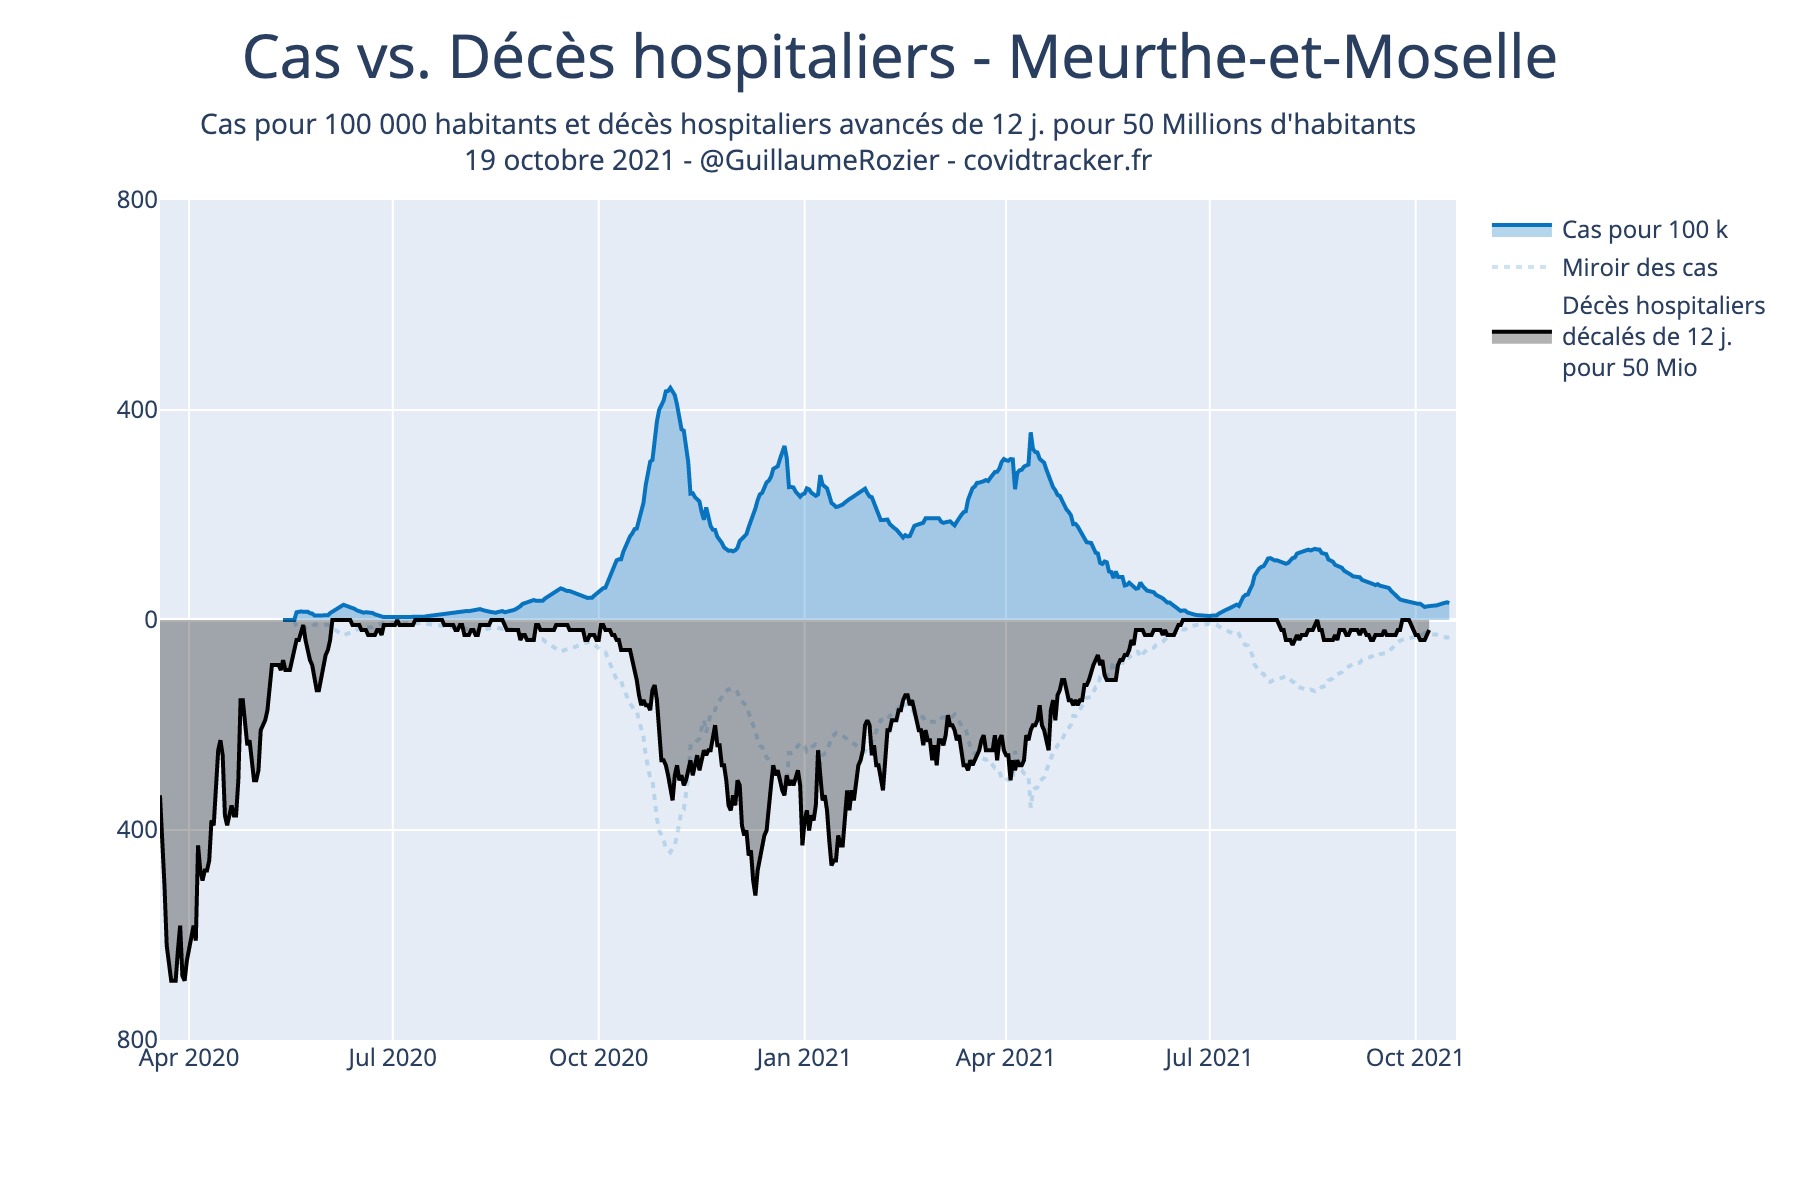 Cas vs. Décès hospitaliers - Meurthe-et-Moselle
Cas pour 100 000 habitants et décès hospitaliers avancés de 12 j. pour 50 Millions d'habitants
19 octobre 2021 - @GuillaumeRozier - covidtracker.fr
800
400
0
400
800
Apr 2020
Jul 2020
Oct 2020
Jan 2021
Apr 2021
Jul 2021
Oct 2021
Cas pour 100 k
Miroir des cas
Décès hospitaliers
décalés de 12 j.
pour 50 Mio